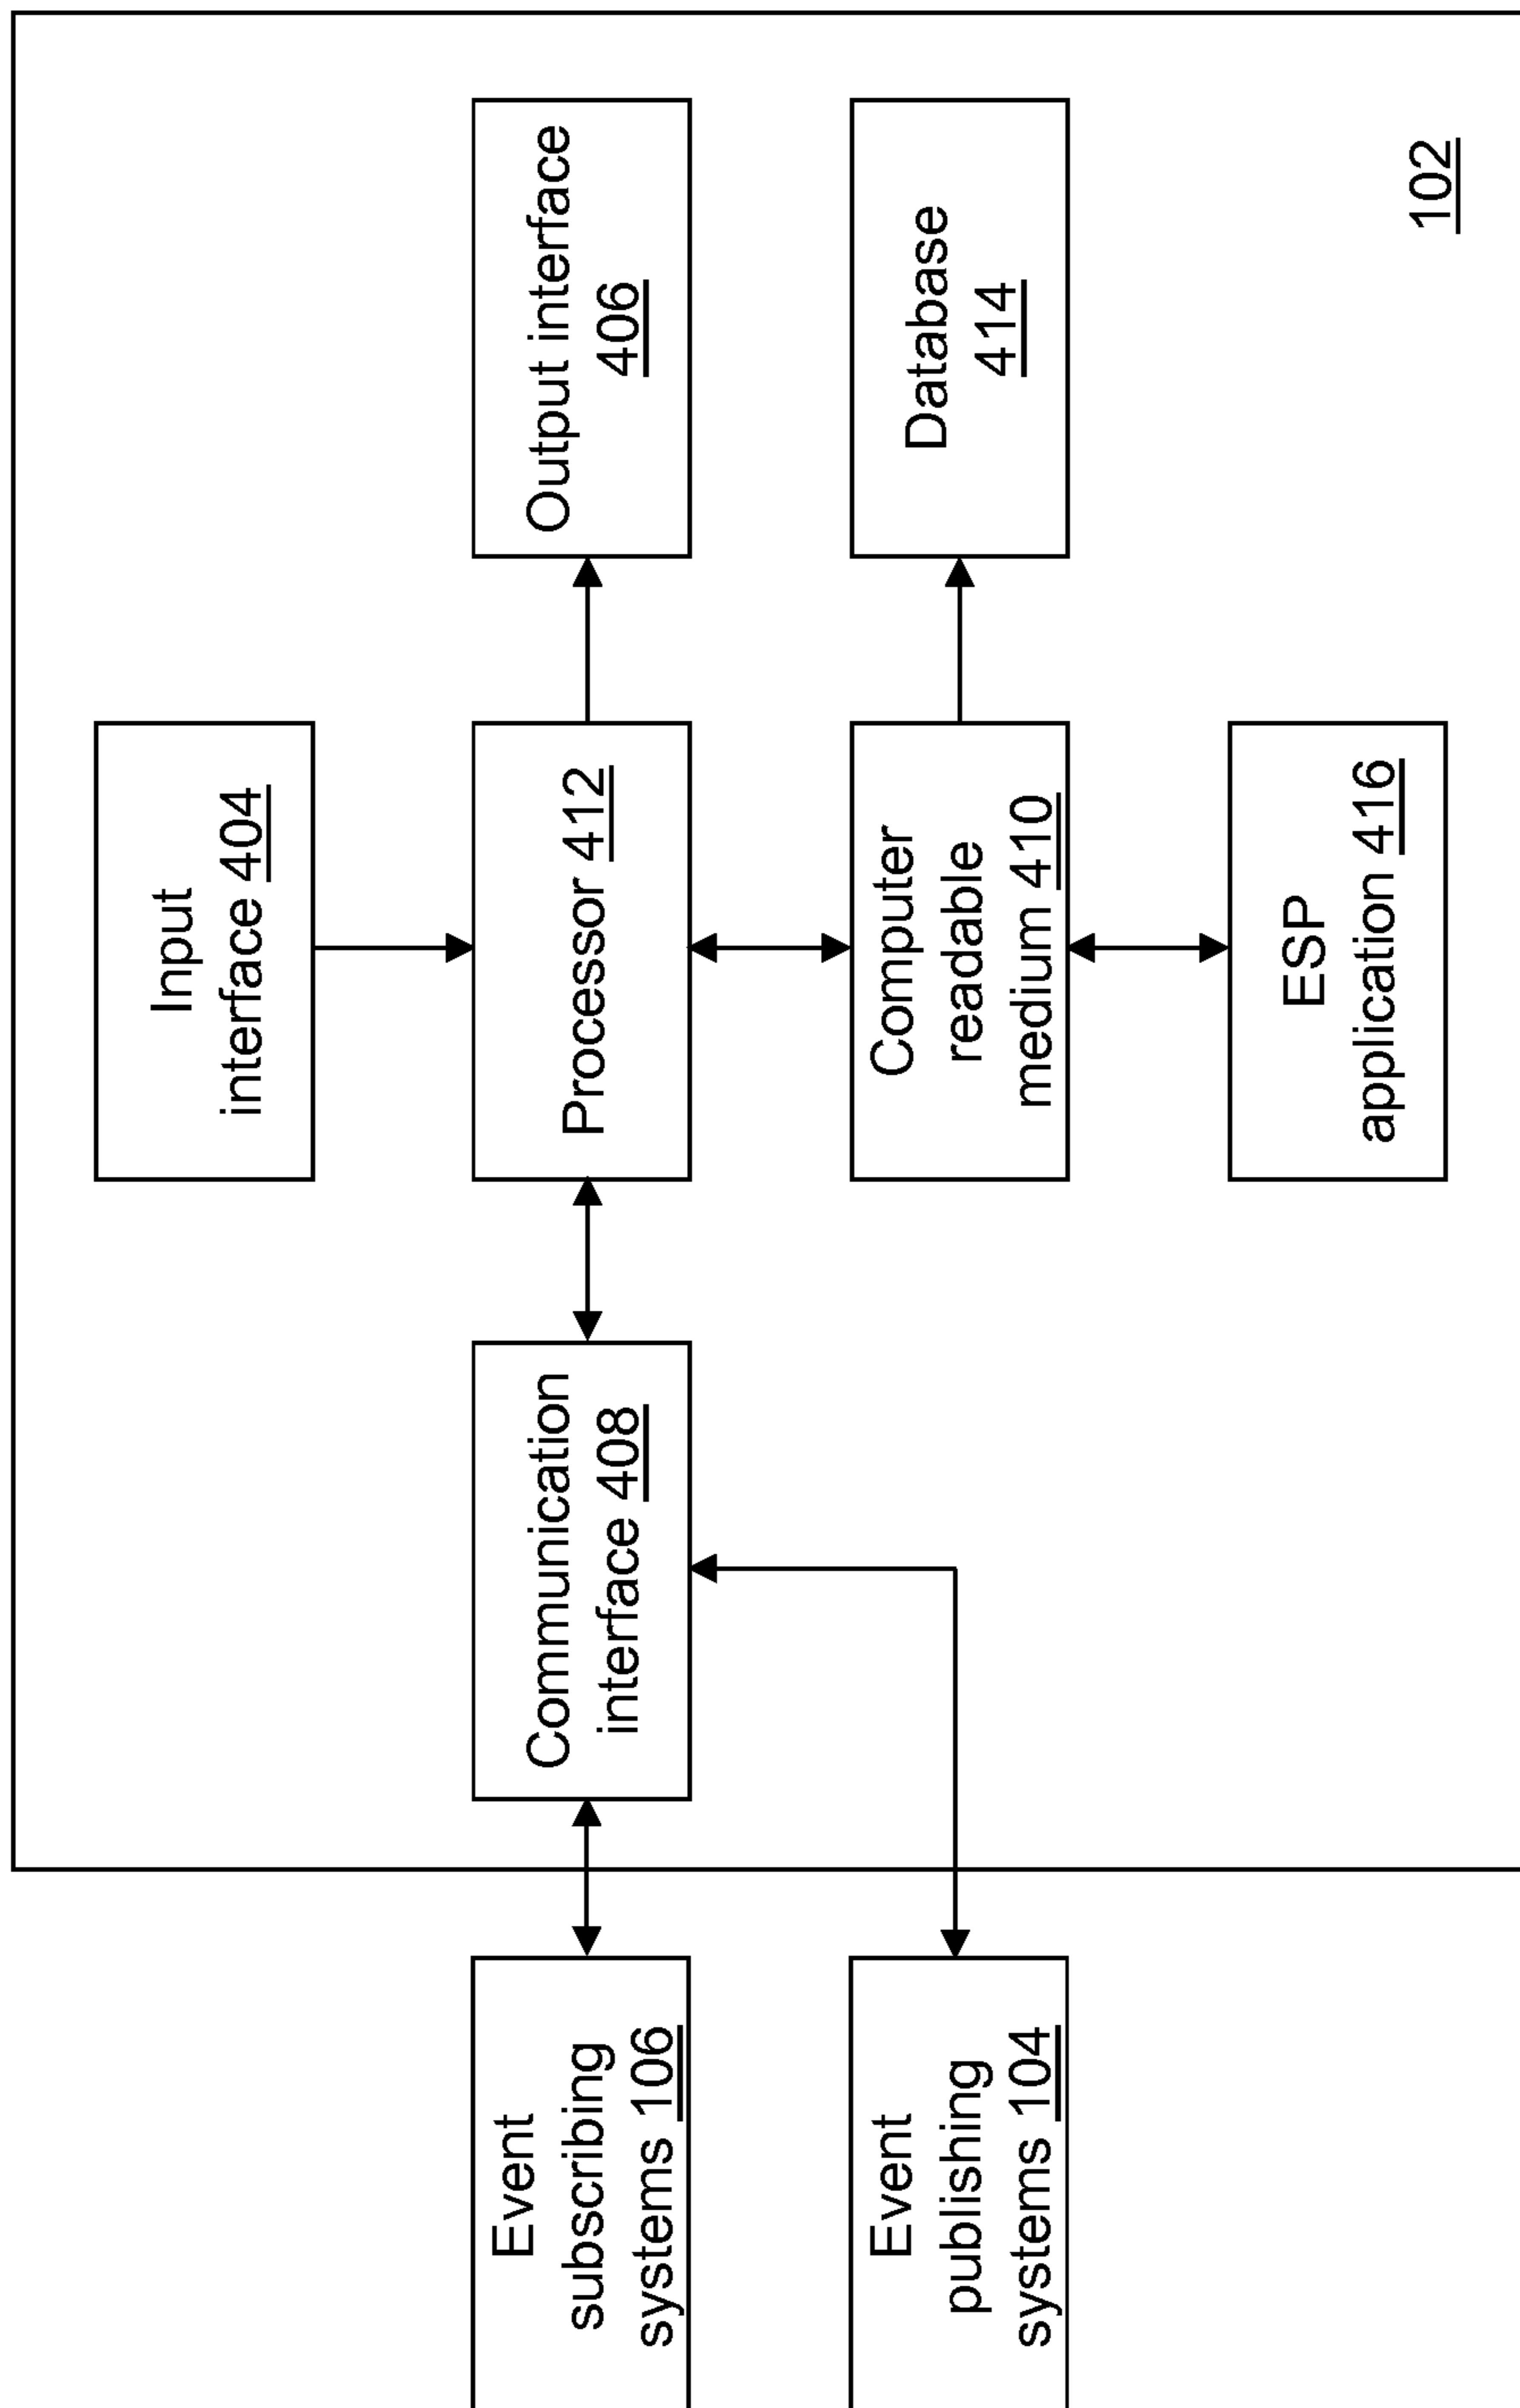 Input
interface 404
Event
subscribing
systems 106
Communication
interface 408
Processor 412
Output interface
406
Event
publishing
systems 104
Computer
readable
medium 410
Database
414
ESP
application 416
102